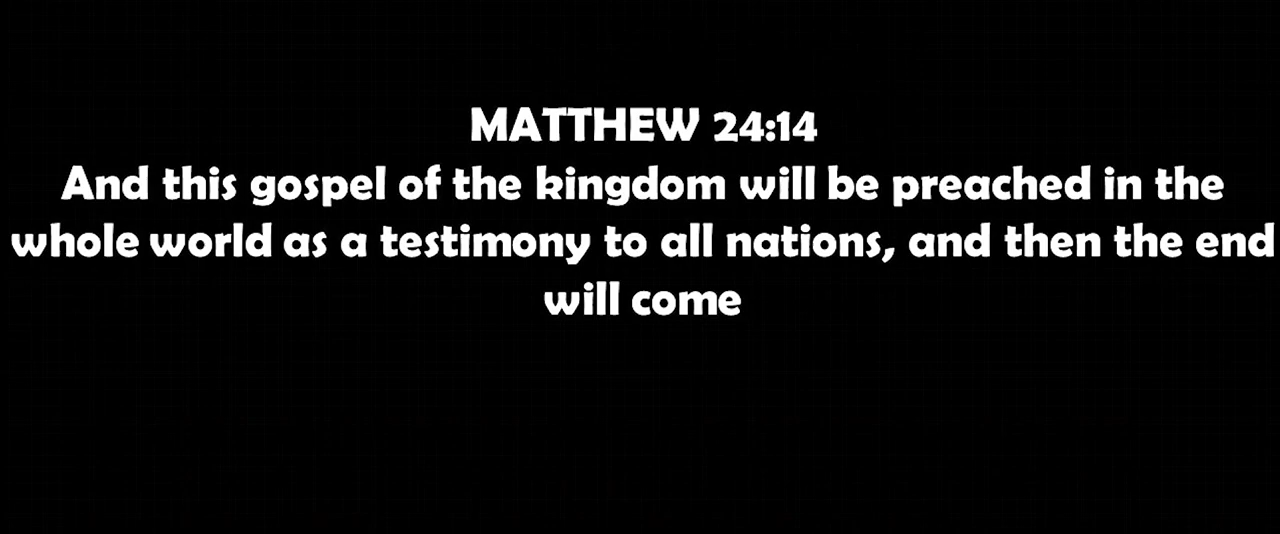 MATTHEW 24:14
And this gospel of the kingdom will be preached in the
whole world as a testimony to all nations, and then the end
will come